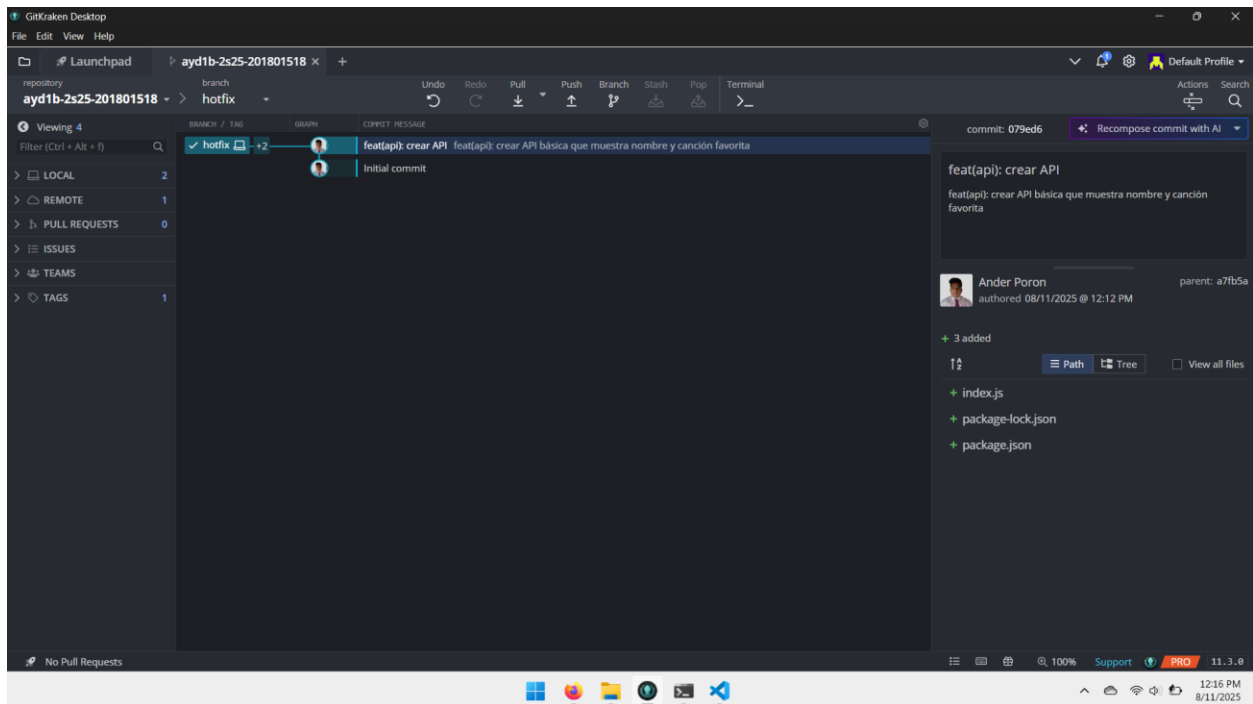 GitKraken Desktop
File Edit View Help
Launchpad
ayd1b-2s25-201801518
Default Profile
repository
ayd1b-2s25-201801518
branch
hotfix
Undo
Redo
Pull
Push
Branch
Stash
Pop
Terminal
Actions
Search
Viewing 4
Filter (Ctrl + Alt + f)
LOCAL 2
REMOTE 1
PULL REQUESTS 0
ISSUES
TEAMS
TAGS 1
BRANCH / TAG GRAPH COMMIT MESSAGE
hotfix +2 feat(api): crear API feat(api): crear API básica que muestra nombre y canción favorita
Initial commit
commit: 079ed6
Recompose commit with AI
feat(api): crear API
feat(api): crear API básica que muestra nombre y canción
favorita
Ander Poron
authored 08/11/2025 @ 12:12 PM
parent: a7fb5a
+ 3 added
Path
Tree
View all files
+ index.js
+ package-lock.json
+ package.json
No Pull Requests
100%
Support
PRO
11.3.0
12:16 PM
8/11/2025